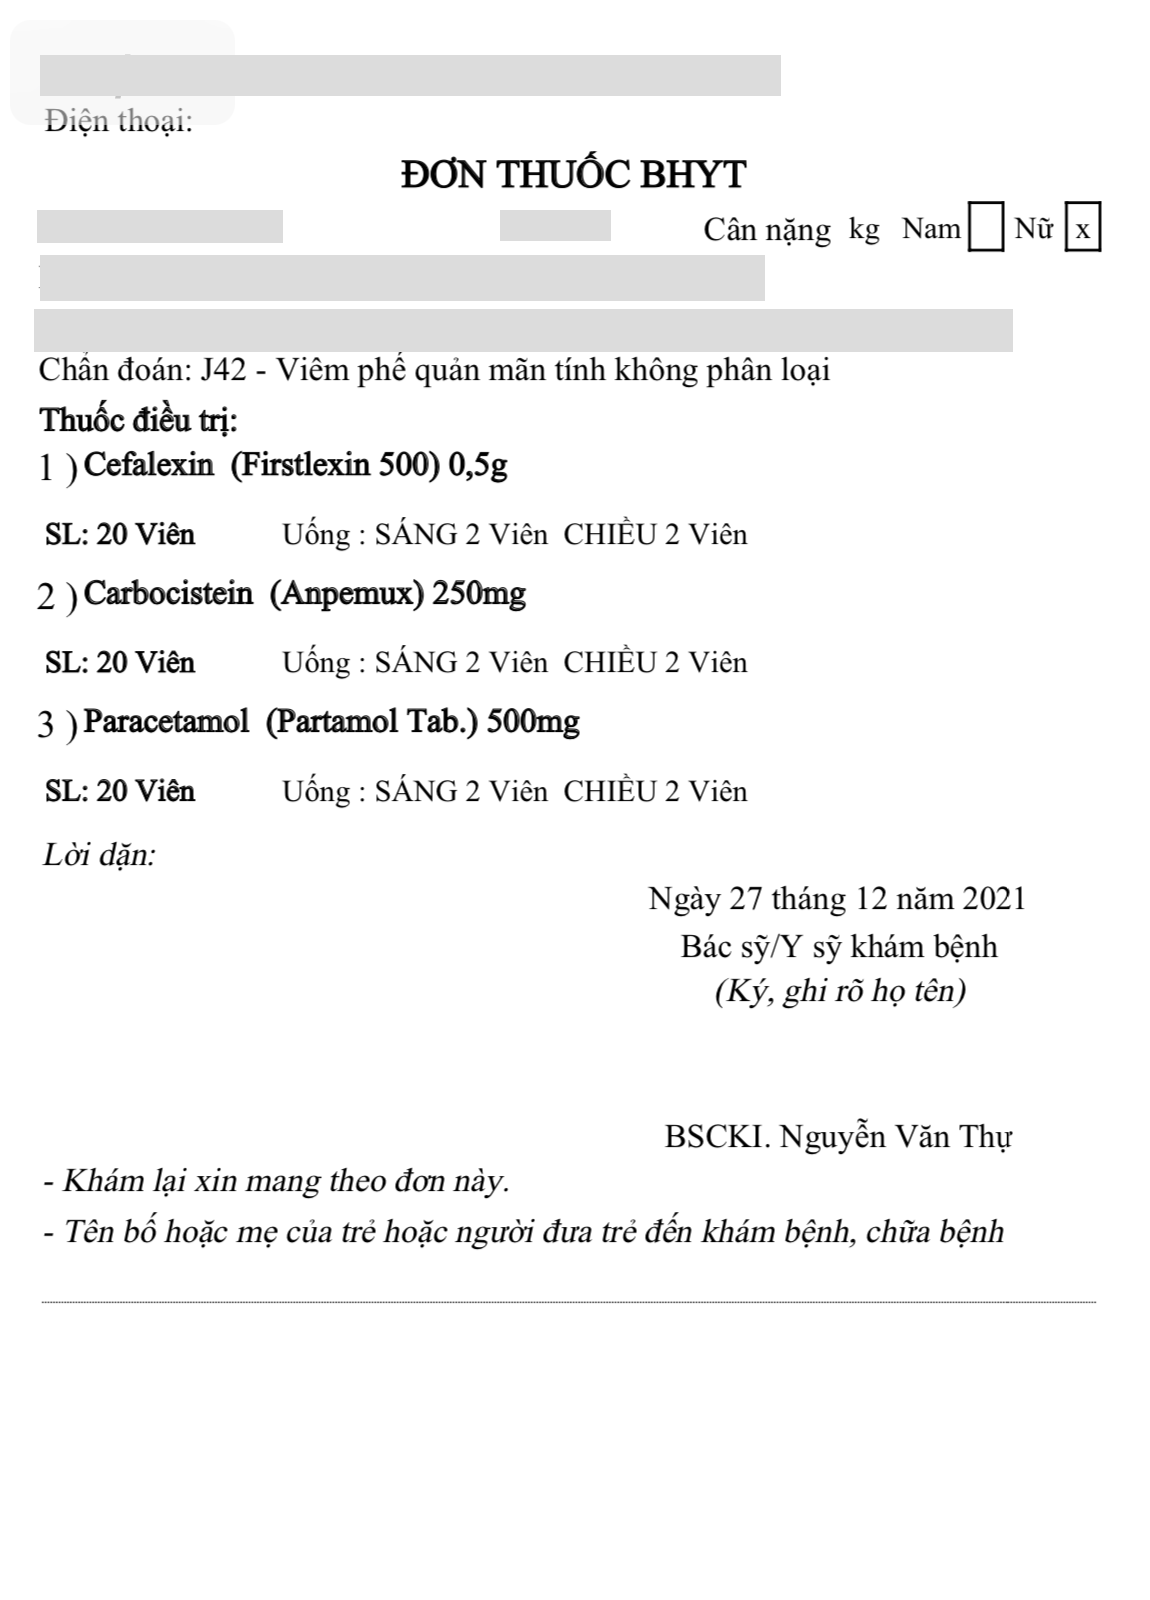 Điện thoại:
ĐƠN THUỐC BHYT
Cân nặng kg Nam Nữ x
Chẩn đoán: J42 - Viêm phế quản mãn tính không phân loại
Thuốc điều trị:
1 ) Cefalexin (Firstlexin 500) 0,5g
SL: 20 Viên Uống : SÁNG 2 Viên CHIỀU 2 Viên
2 ) Carbocistein (Anpemux) 250mg
SL: 20 Viên Uống : SÁNG 2 Viên CHIỀU 2 Viên
3 ) Paracetamol (Partamol Tab.) 500mg
SL: 20 Viên Uống : SÁNG 2 Viên CHIỀU 2 Viên
Lời dặn:
Ngày 27 tháng 12 năm 2021
Bác sỹ/Y sỹ khám bệnh
(Ký, ghi rõ họ tên)
BSCKI. Nguyễn Văn Thự
- Khám lại xin mang theo đơn này.
- Tên bố hoặc mẹ của trẻ hoặc người đưa trẻ đến khám bệnh, chữa bệnh